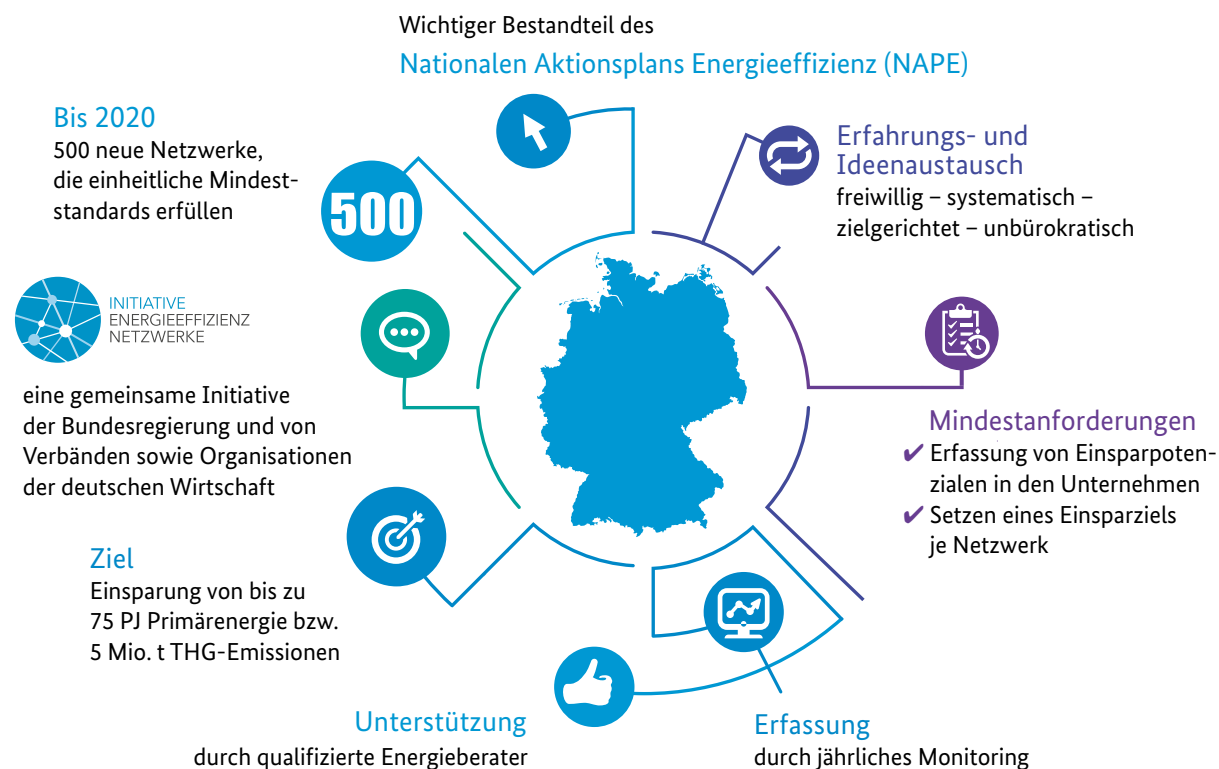 Wichtiger Bestandteil des
Nationalen Aktionsplans Energieeffizienz (NAPE)
Bis 2020
500 neue Netzwerke,
die einheitliche Mindest-
standards erfüllen
500
Erfahrungs- und
Ideenaustausch
freiwillig – systematisch –
zielgerichtet – unbürokratisch
INITIATIVE
ENERGIEEFFIZIENZ
NETZWERKE
eine gemeinsame Initiative
der Bundesregierung und von
Verbänden sowie Organisationen
der deutschen Wirtschaft
Mindestanforderungen
✔ Erfassung von Einsparpoten-
zialen in den Unternehmen
✔ Setzen eines Einsparziels
je Netzwerk
Ziel
Einsparung von bis zu
75 PJ Primärenergie bzw.
5 Mio. t THG-Emissionen
Unterstützung
durch qualifizierte Energieberater
Erfassung
durch jährliches Monitoring